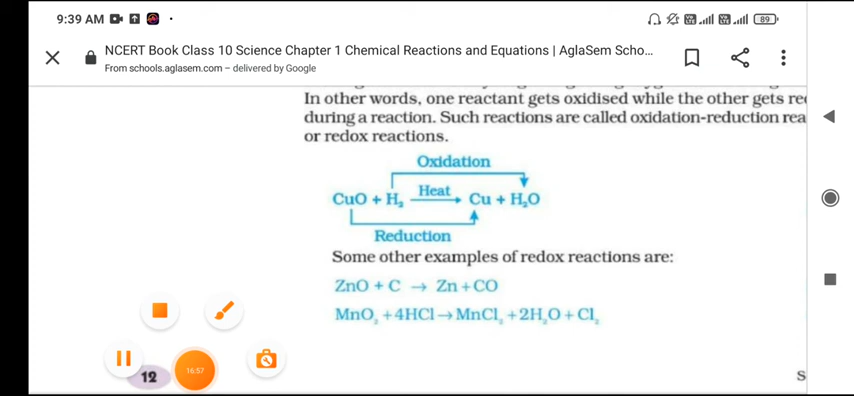 9:39 AM
89
NCERT Book Class 10 Science Chapter 1 Chemical Reactions and Equations | AglaSem Scho...
From schools.aglasem.com – delivered by Google
In other words, one reactant gets oxidised while the other gets re
during a reaction. Such reactions are called oxidation-reduction rea
or redox reactions.
Oxidation
Heat
CuO + H₂ → Cu + H₂O
Reduction
Some other examples of redox reactions are:
ZnO + C → Zn + CO
MnO₂ + 4HCl → MnCl₂ + 2H₂O + Cl₂
16:57
12
S